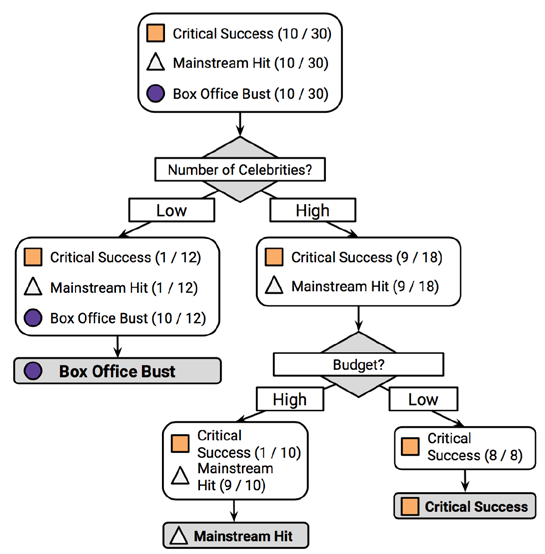 Critical Success (10 / 30)
Mainstream Hit (10 / 30)
Box Office Bust (10 / 30)
Number of Celebrities?
Low
High
Critical Success (1 / 12)
Mainstream Hit (1 / 12)
Box Office Bust (10 / 12)
Box Office Bust
Critical Success (9 / 18)
Mainstream Hit (9 / 18)
Budget?
High
Low
Critical
Success (1 / 10)
Mainstream
Hit (9 / 10)
Mainstream Hit
Critical
Success (8 / 8)
Critical Success